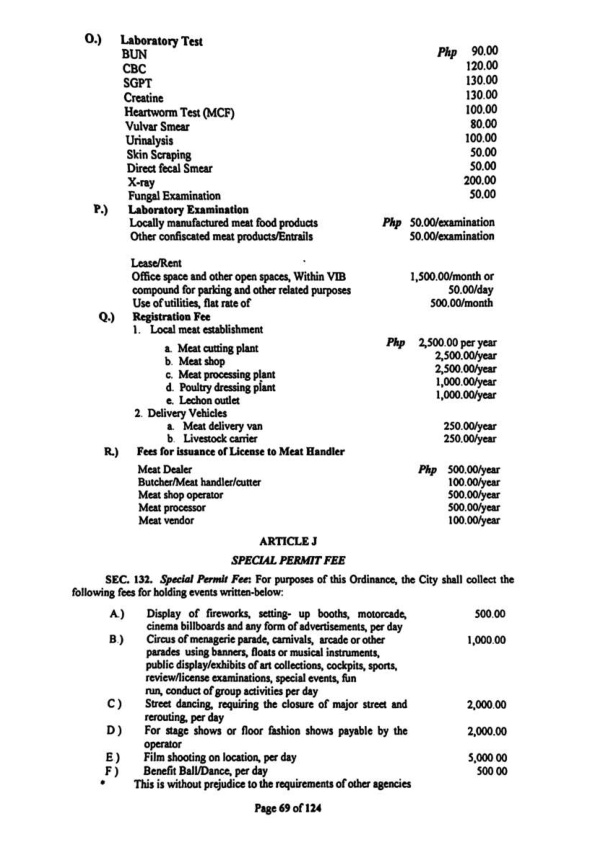 O.) Laboratory Test
BUN Php 90.00
CBC 120.00
SGPT 130.00
Creatine 130.00
Heartworm Test (MCF) 100.00
Vulvar Smear 80.00
Urinalysis 100.00
Skin Scraping 50.00
Direct fecal Smear 50.00
X-ray 200.00
Fungal Examination 50.00
P.) Laboratory Examination
Locally manufactured meat food products Php 50.00/examination
Other confiscated meat products/Entrails 50.00/examination
Lease/Rent
Office space and other open spaces, Within VIB 1,500.00/month or
compound for parking and other related purposes 50.00/day
Use of utilities, flat rate of 500.00/month
Q.) Registration Fee
1. Local meat establishment
a. Meat cutting plant Php 2,500.00 per year
b. Meat shop 2,500.00/year
c. Meat processing plant 2,500.00/year
d. Poultry dressing plant 1,000.00/year
e. Lechon outlet 1,000.00/year
2. Delivery Vehicles
a. Meat delivery van 250.00/year
b. Livestock carrier 250.00/year
R.) Fees for issuance of License to Meat Handler
Meat Dealer Php 500.00/year
Butcher/Meat handler/cutter 100.00/year
Meat shop operator 500.00/year
Meat processor 500.00/year
Meat vendor 100.00/year
ARTICLE J
SPECIAL PERMIT FEE
SEC. 132. Special Permit Fee: For purposes of this Ordinance, the City shall collect the
following fees for holding events written-below:
A.) Display of fireworks, setting- up booths, motorcade, 500.00
cinema billboards and any form of advertisements, per day
B.) Circus of menagerie parade, carnivals, arcade or other 1,000.00
parades using banners, floats or musical instruments,
public display/exhibits of art collections, cockpits, sports,
review/license examinations, special events, fun
run, conduct of group activities per day
C) Street dancing, requiring the closure of major street and 2,000.00
rerouting, per day
D) For stage shows or floor fashion shows payable by the 2,000.00
operator
E) Film shooting on location, per day 5,000 00
F) Benefit Ball/Dance, per day 500 00
* This is without prejudice to the requirements of other agencies
Page 69 of 124